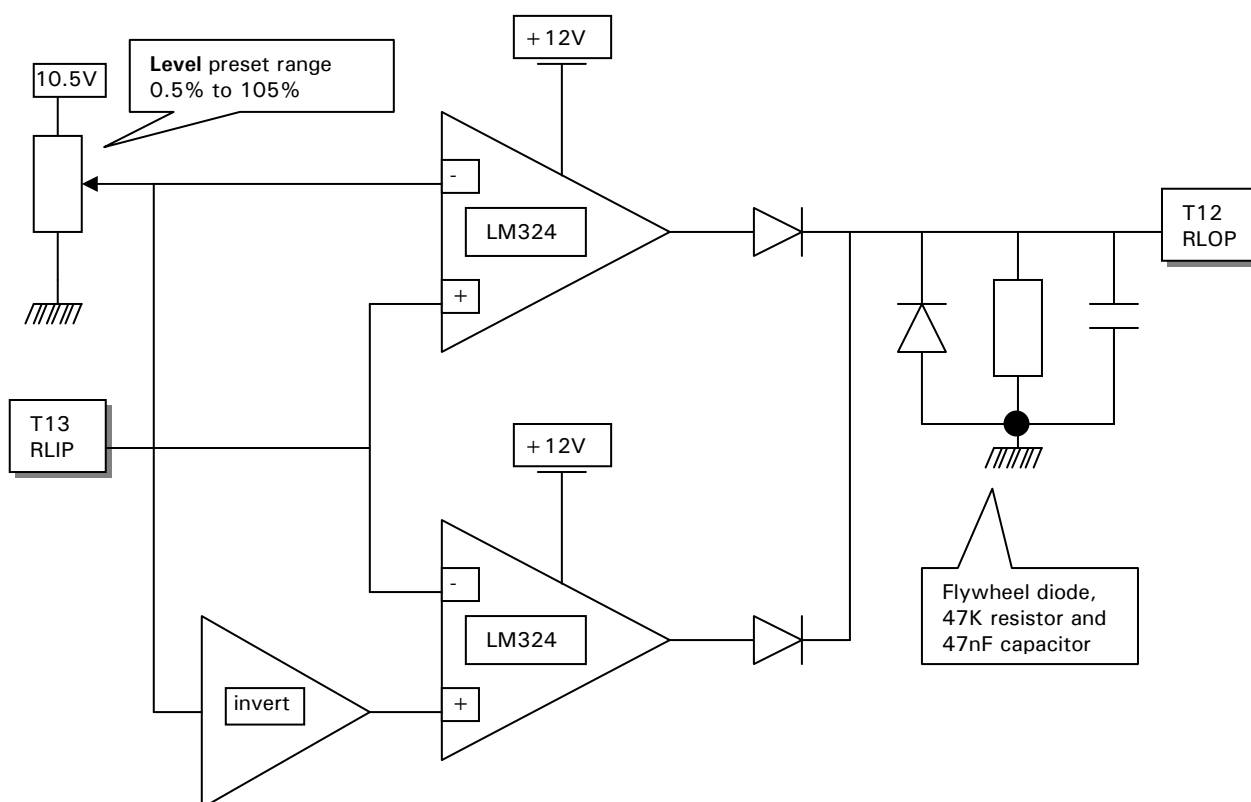 +12V
Level preset range
0.5% to 105%
10.5V
-
LM324
+
T12
RLOP
T13
RLIP
+12V
-
LM324
+
invert
Flywheel diode,
47K resistor and
47nF capacitor